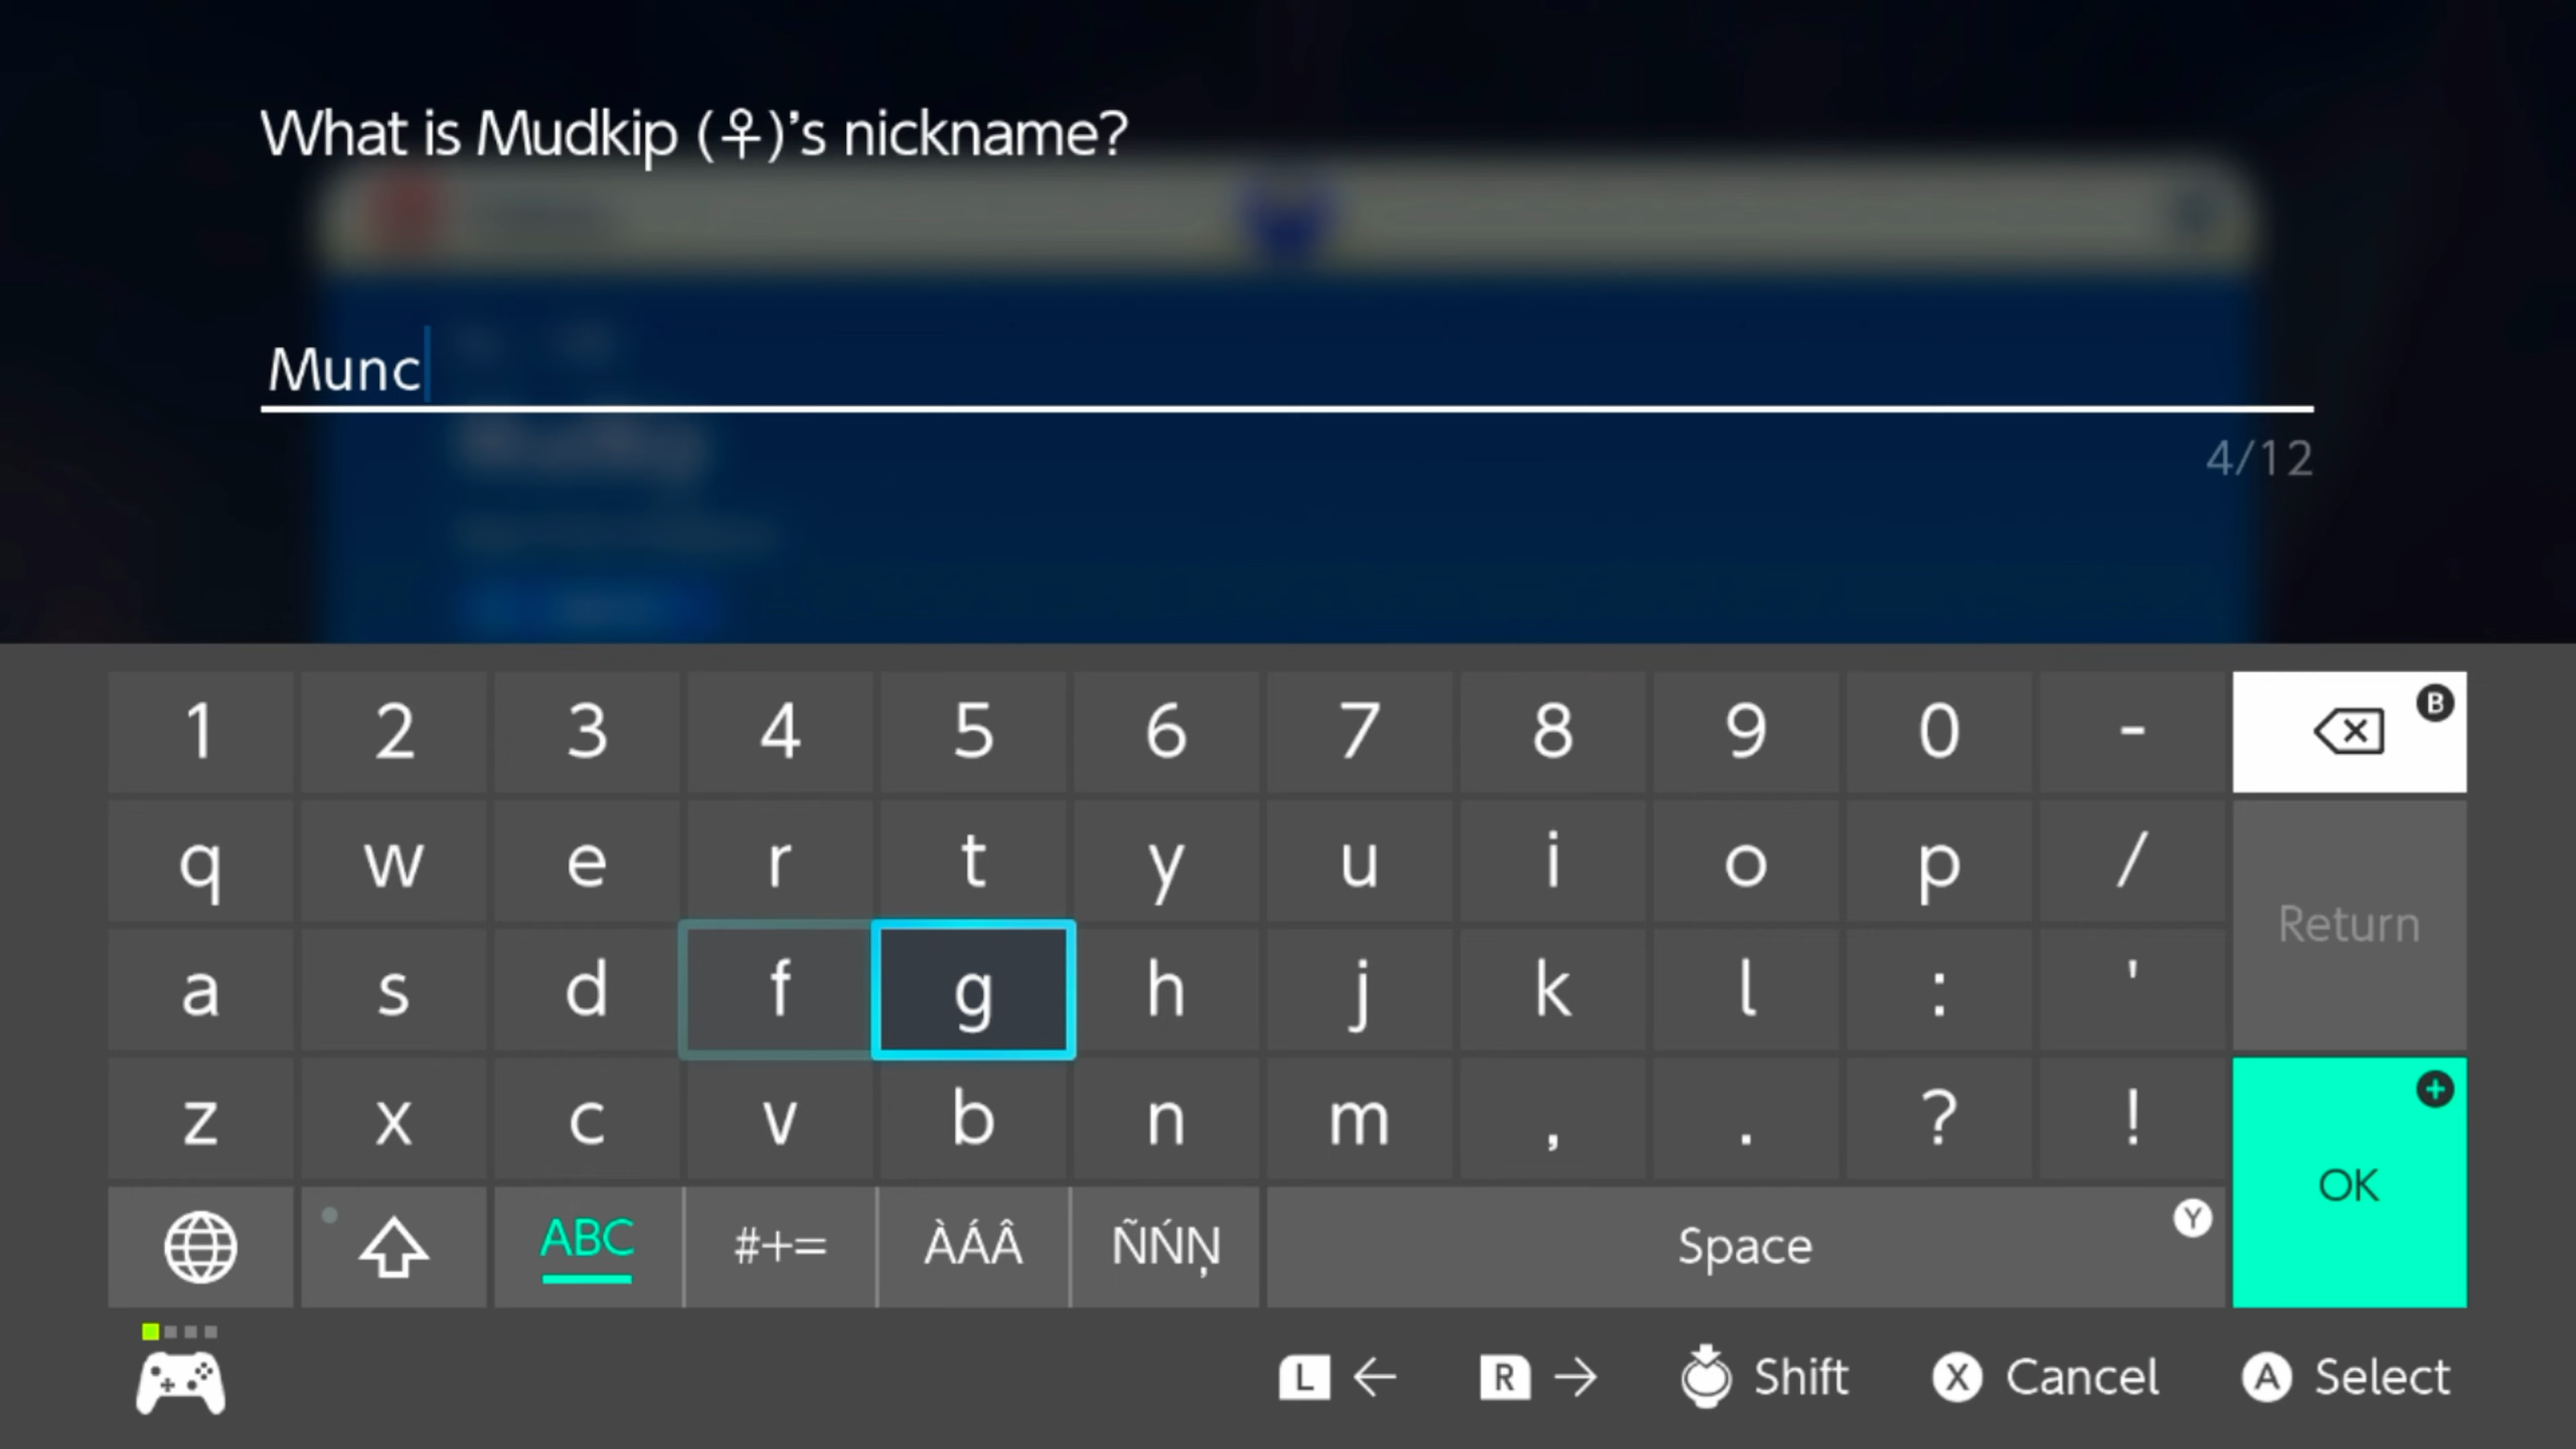 What is Mudkip (♀)’s nickname?
Munc
4/12
1 2 3 4 5 6 7 8 9 0 - B
q w e r t y u i o p /
Return
a s d f g h j k l : '
z x c v b n m , . ? !
+
OK
ABC #+= ÀÁÂ ÑŃŅ Space Y
L ← R → Shift X Cancel A Select